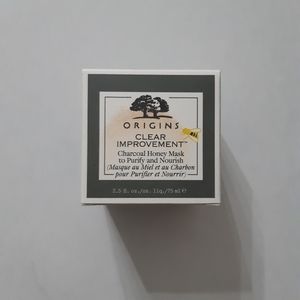 ORIGINS
CLEAR
IMPROVEMENT™
Charcoal Honey Mask
to Purify and Nourish
(Masque au Miel et au Charbon
pour Purifier et Nourrir)
2.5 fl. oz./oz. liq./75 ml ℮